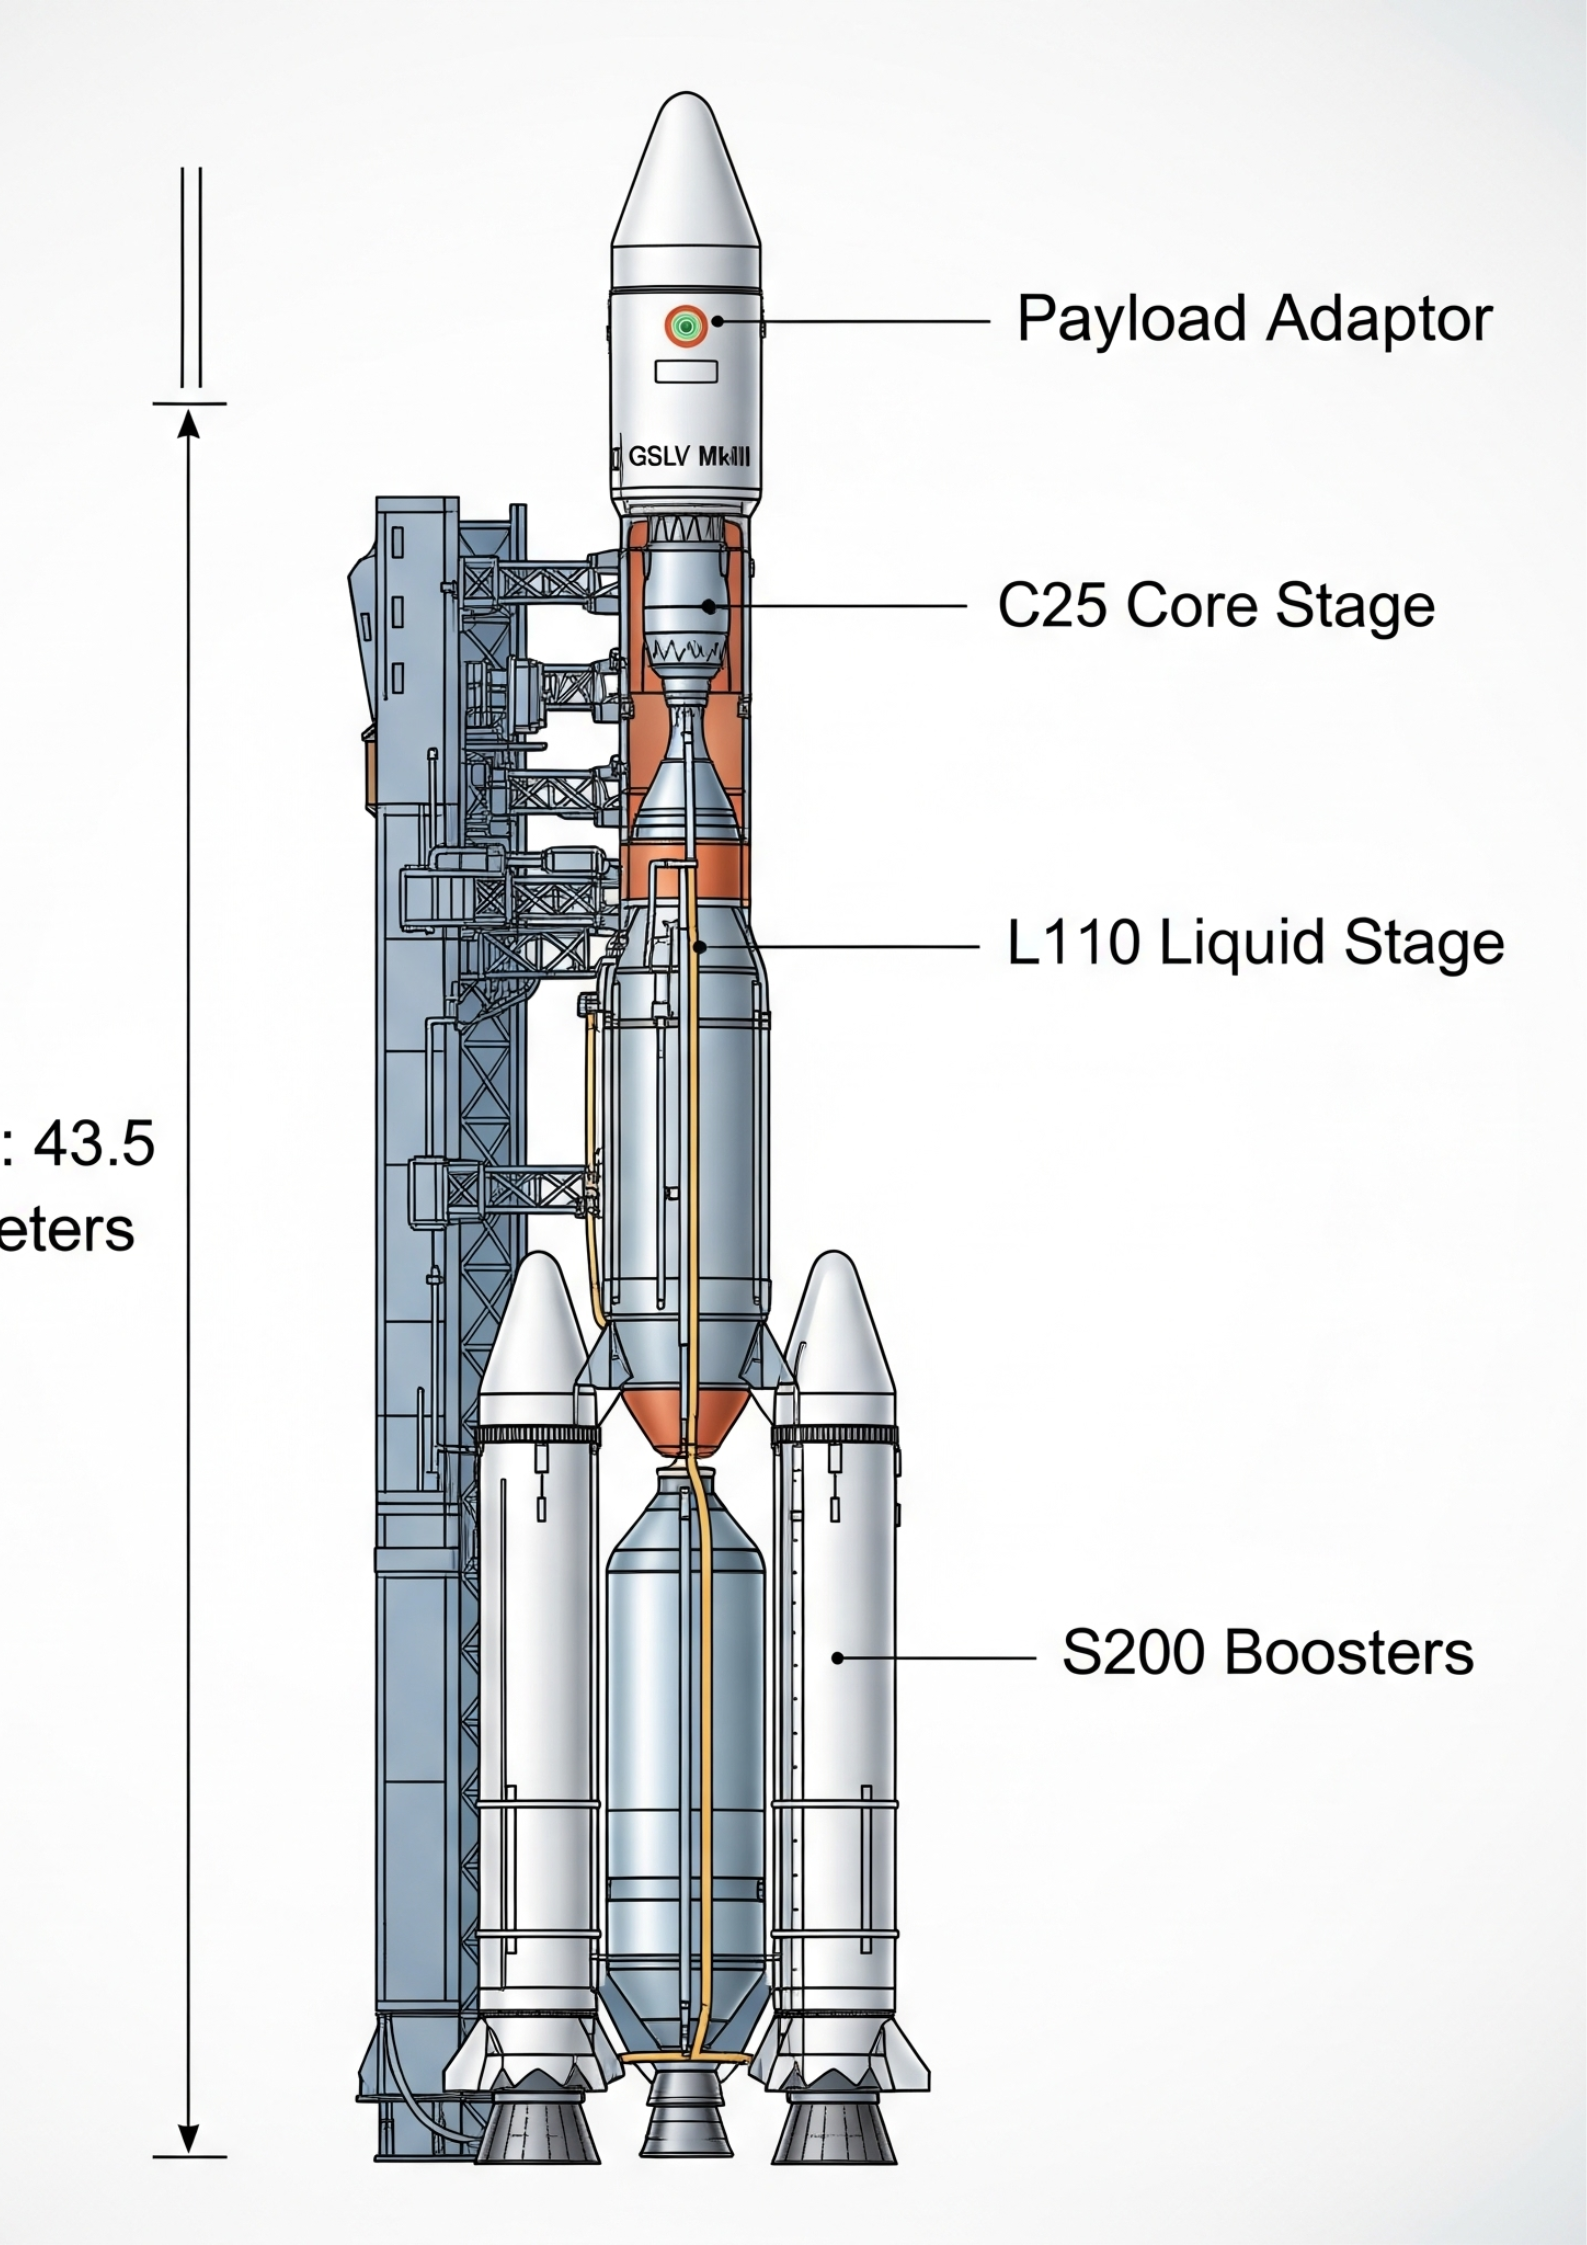 Payload Adaptor
GSLV MkIII
C25 Core Stage
L110 Liquid Stage
: 43.5
eters
S200 Boosters